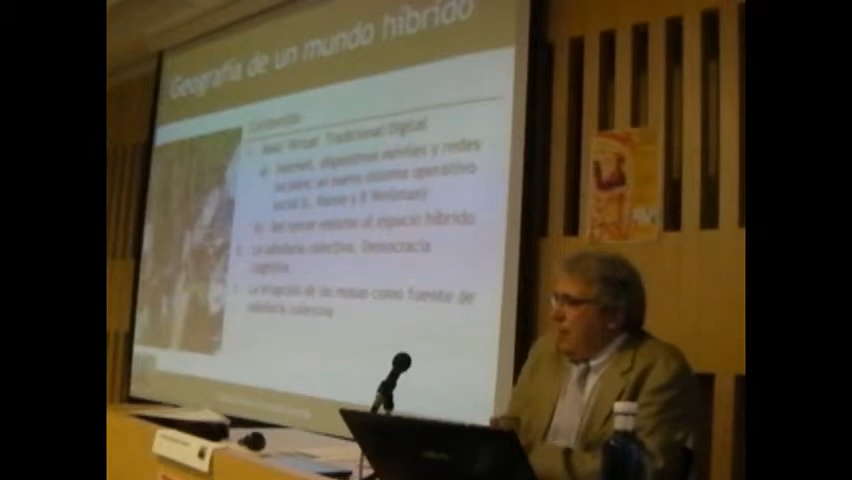 Geografía de un mundo híbrido
Contenido
Real/Virtual. Tradicional/Digital
a) Internet, dispositivos móviles y redes
sociales: un nuevo sistema operativo
social (L. Rainie y B Wellman)
b) Del tercer entorno al espacio híbrido
La sabiduría colectiva. Democracia
cognitiva
La irrupción de las masas como fuente de
sabiduría colectiva